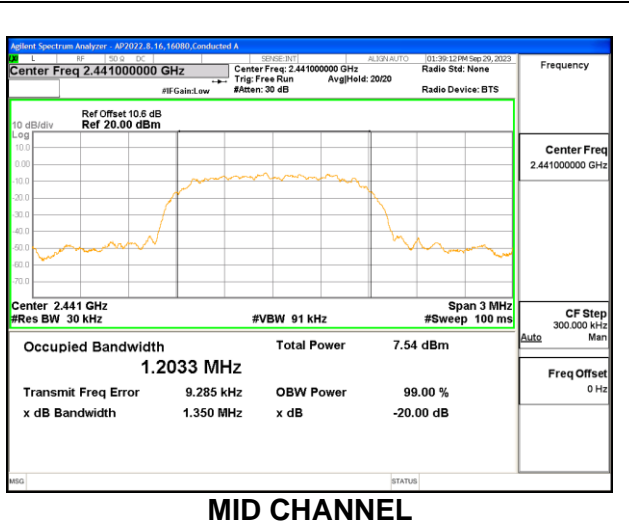 Agilent Spectrum Analyzer - AP2022.8.16,16080,Conducted A
L RF 50 Ω DC SENSE:INT ALIGN AUTO 01:39:12 PM Sep 29, 2023
Center Freq 2.441000000 GHz
Center Freq: 2.441000000 GHz
Radio Std: None
Trig: Free Run Avg|Hold: 20/20
#IFGain:Low #Atten: 30 dB Radio Device: BTS
Ref Offset 10.6 dB
10 dB/div Ref 20.00 dBm
Log
10.0
0.00
-10.0
-20.0
-30.0
-40.0
-50.0
-60.0
-70.0
Center 2.441 GHz Span 3 MHz
#Res BW 30 kHz #VBW 91 kHz #Sweep 100 ms
Occupied Bandwidth Total Power 7.54 dBm
1.2033 MHz
Transmit Freq Error 9.285 kHz OBW Power 99.00 %
x dB Bandwidth 1.350 MHz x dB -20.00 dB
MSG STATUS
Frequency
Center Freq
2.441000000 GHz
CF Step
300.000 kHz
Auto Man
Freq Offset
0 Hz
MID CHANNEL